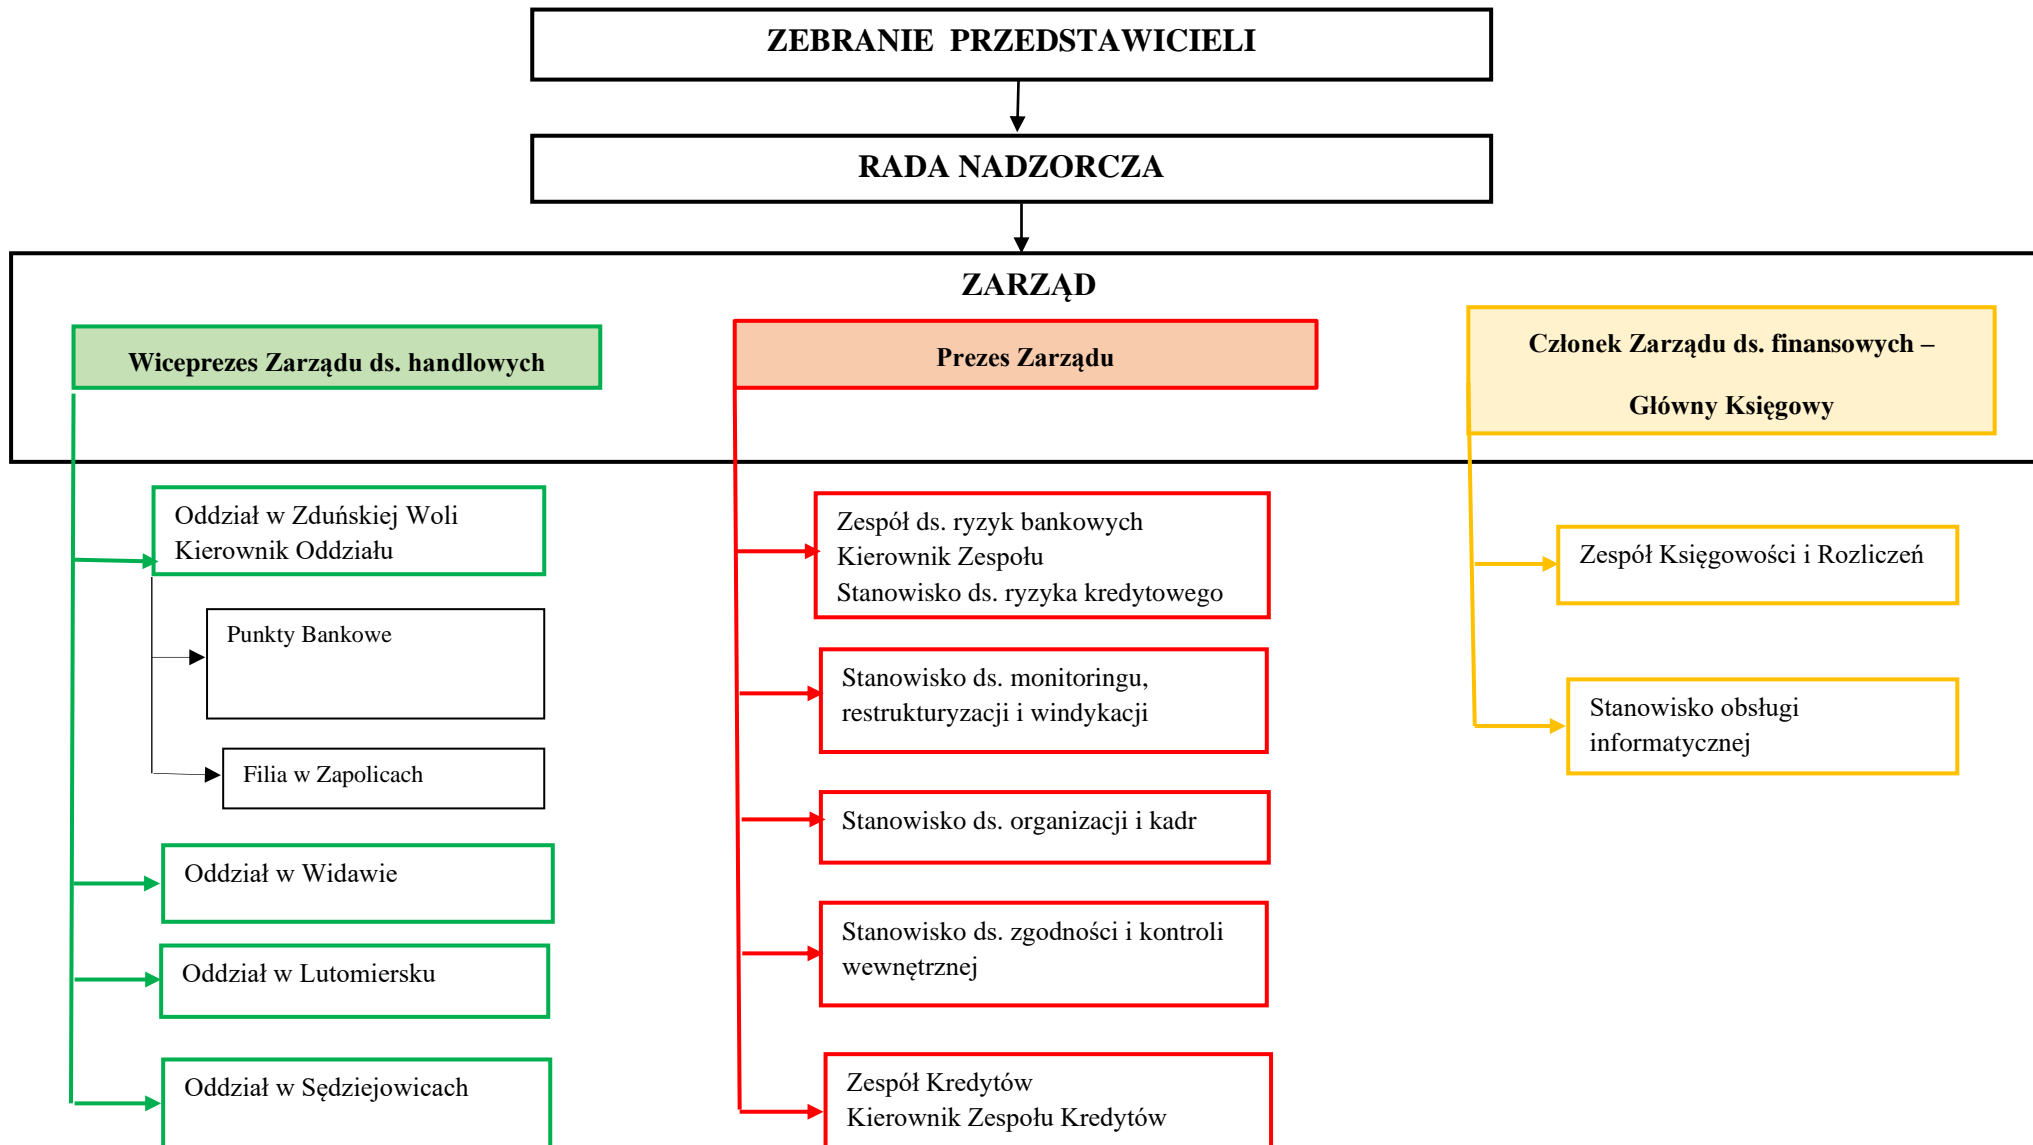 ZEBRANIE PRZEDSTAWICIELI
RADA NADZORCZA
ZARZĄD
Wiceprezes Zarządu ds. handlowych
Oddział w Zduńskiej Woli
Kierownik Oddziału
Punkty Bankowe
Filia w Zapolicach
Oddział w Widawie
Oddział w Lutomiersku
Oddział w Sędziejowicach
Prezes Zarządu
Zespół ds. ryzyk bankowych
Kierownik Zespołu
Stanowisko ds. ryzyka kredytowego
Stanowisko ds. monitoringu,
restrukturyzacji i windykacji
Stanowisko ds. organizacji i kadr
Stanowisko ds. zgodności i kontroli
wewnętrznej
Zespół Kredytów
Kierownik Zespołu Kredytów
Członek Zarządu ds. finansowych –
Główny Księgowy
Zespół Księgowości i Rozliczeń
Stanowisko obsługi
informatycznej